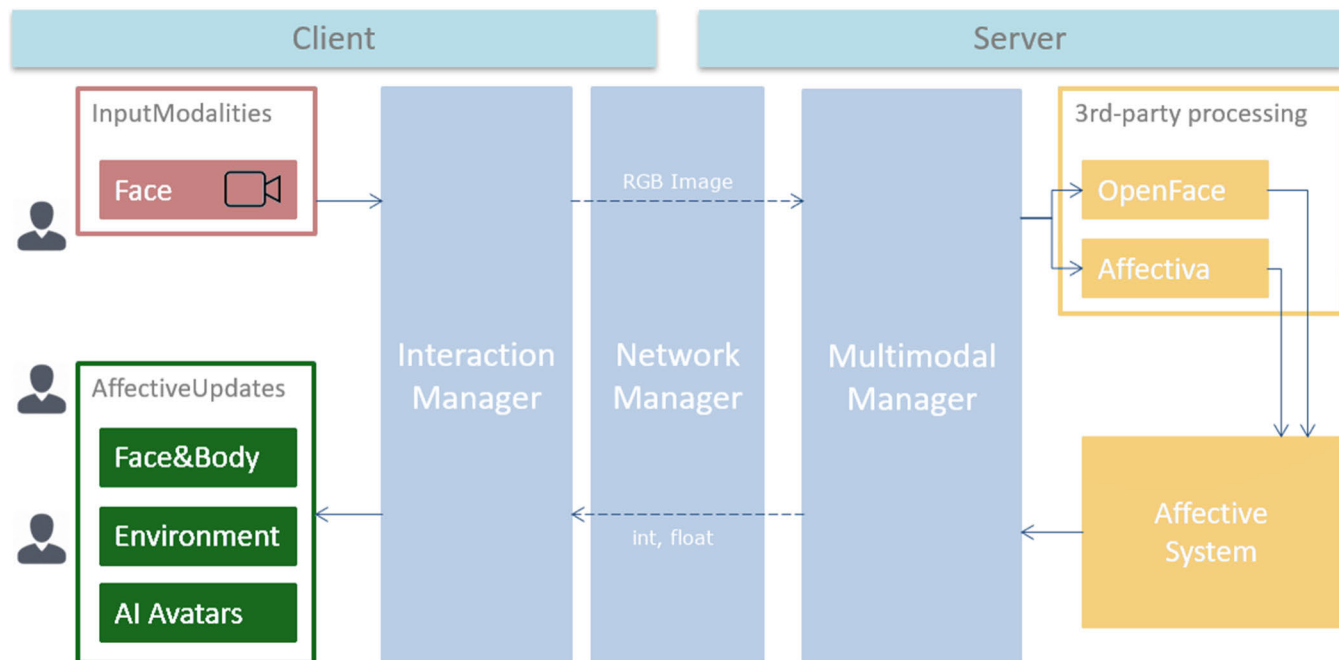 Client
Server
InputModalities
Face
RGB Image
3rd-party processing
OpenFace
Affectiva
Interaction
Manager
Network
Manager
Multimodal
Manager
AffectiveUpdates
Face&Body
Environment
AI Avatars
int, float
Affective
System